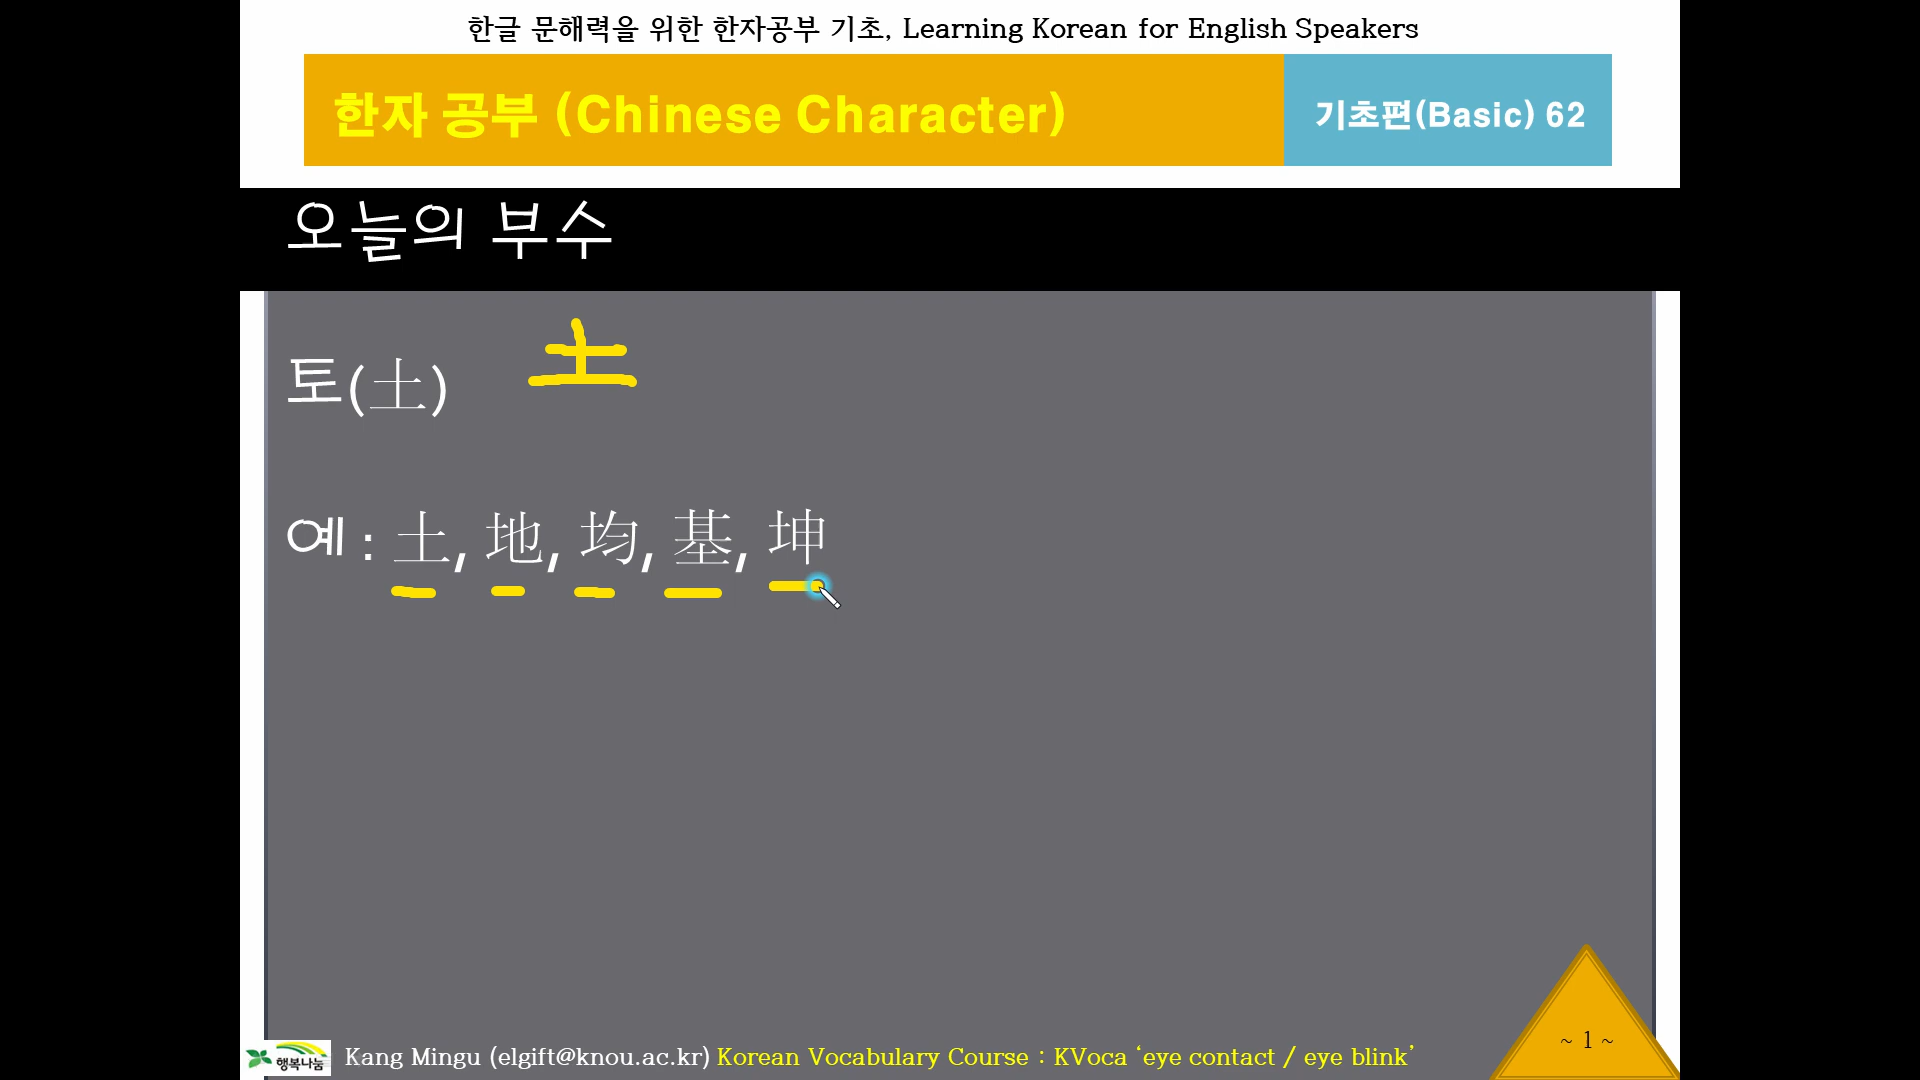 한글 문해력을 위한 한자공부 기초, Learning Korean for English Speakers
한자 공부 (Chinese Character)
기초편(Basic) 62
오늘의 부수
토(土) 土
예: 土, 地, 均, 基, 坤
행복나눔
Kang Mingu (elgift@knou.ac.kr) Korean Vocabulary Course : KVoca ‘eye contact / eye blink’
~ 1 ~